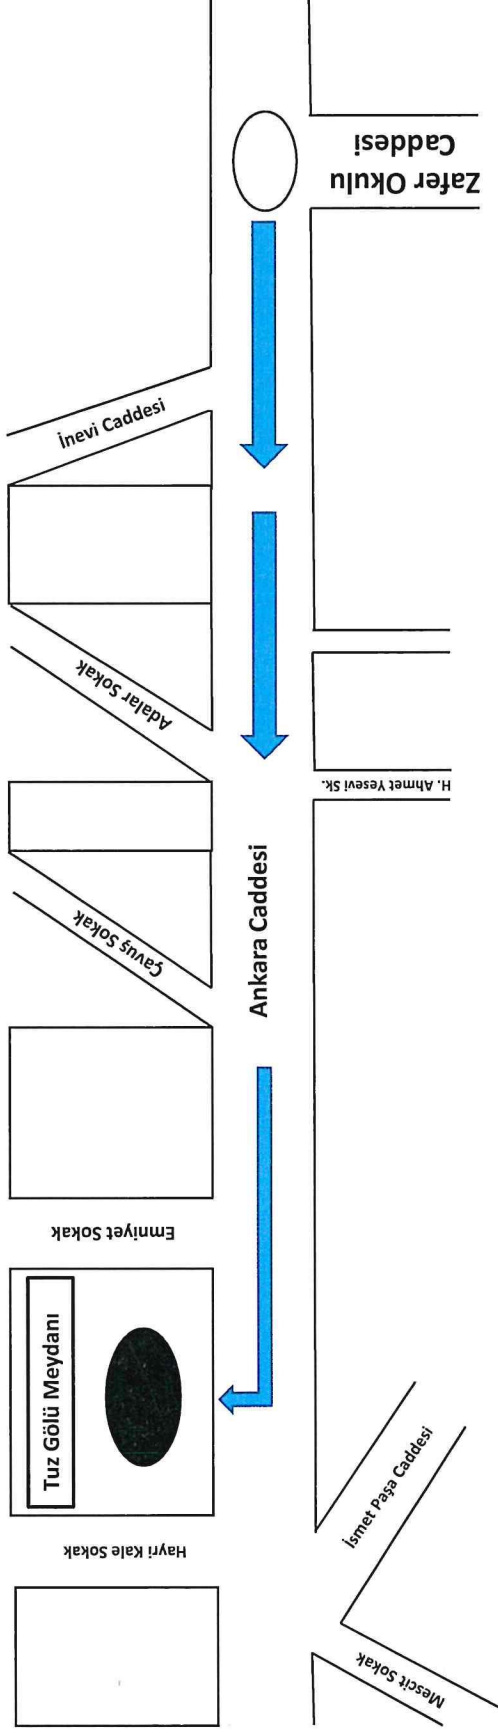 Zafer Okulu
Caddesi
İnevi Caddesi
Adalar Sokak
H. Ahmet Yesevi Sk.
Ankara Caddesi
Çavuş Sokak
Emniyet Sokak
Tuz Gölü Meydanı
Hayri Kale Sokak
İsmet Paşa Caddesi
Mescit Sokak